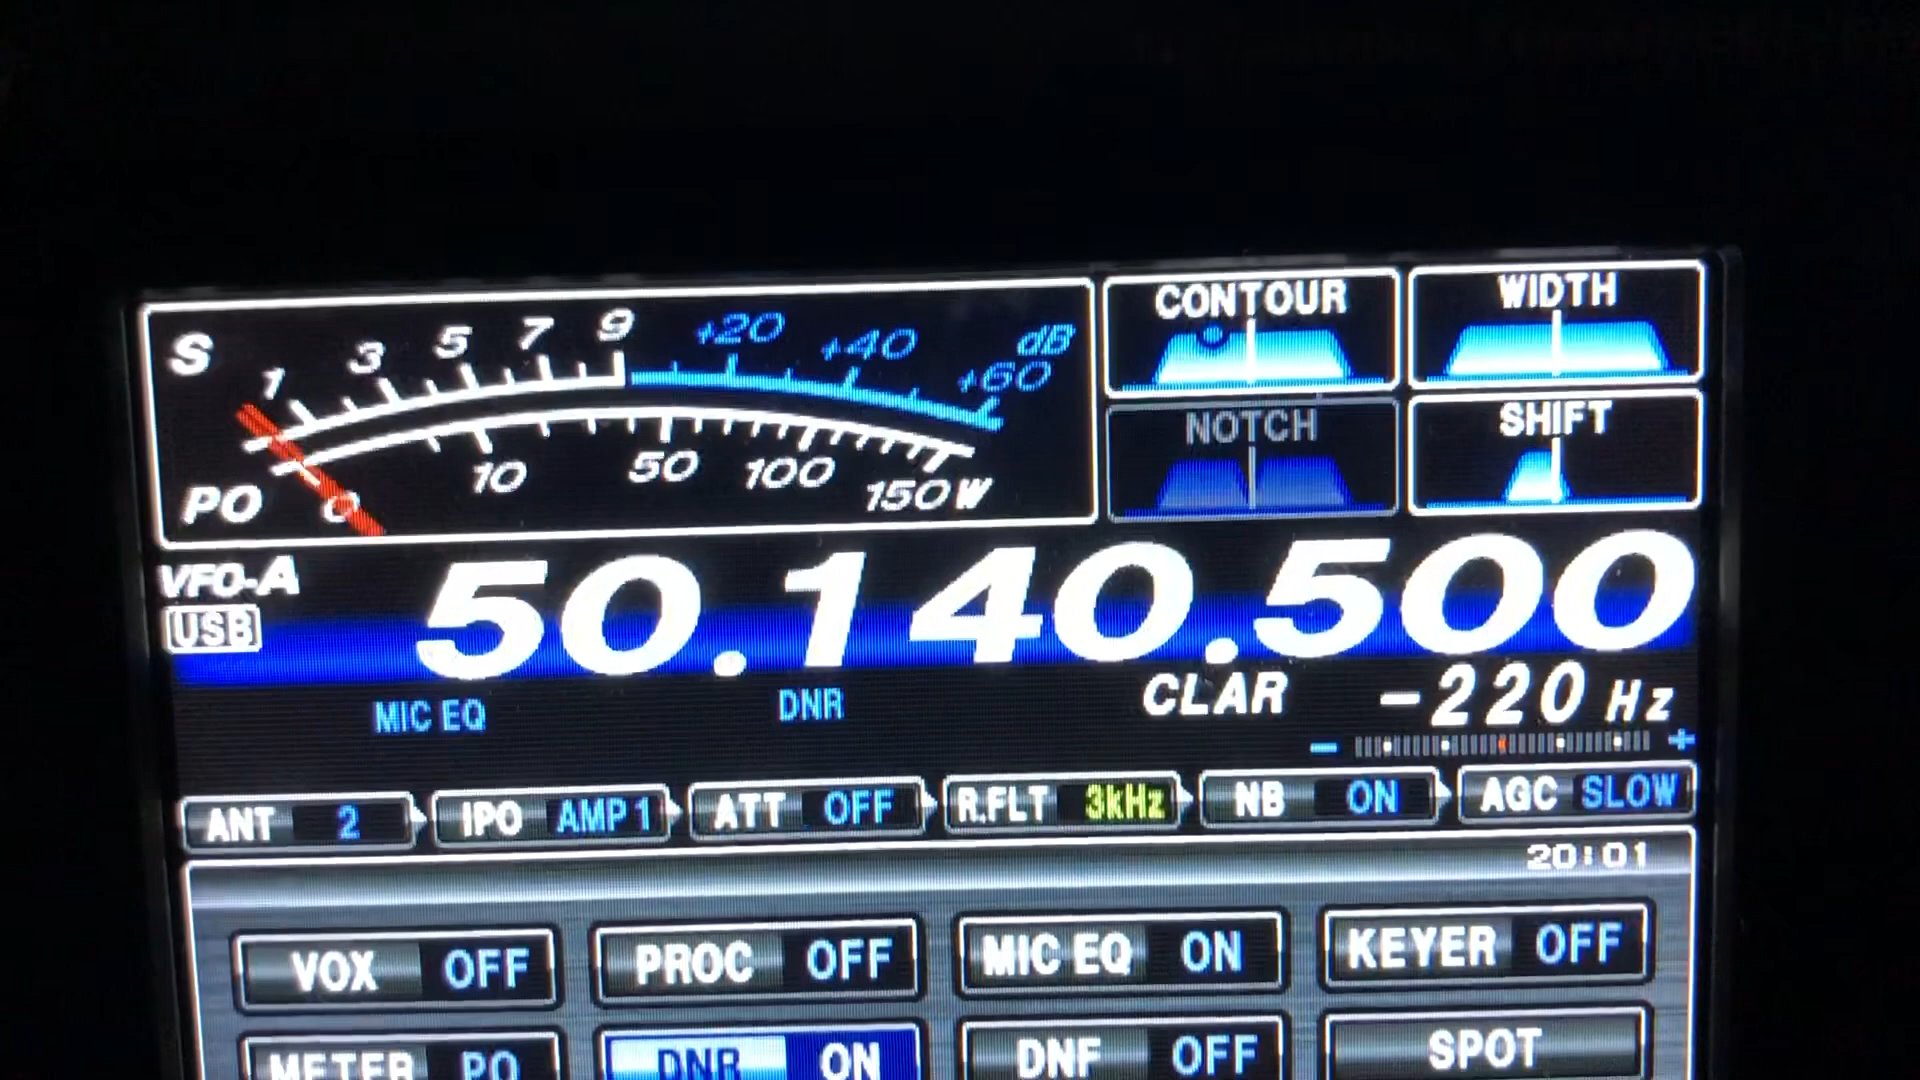 S 1 3 5 7 9 +20 +40 +60 dB
PO 0 10 50 100 150 W
CONTOUR
WIDTH
NOTCH
SHIFT
VFO-A
USB
50.140.500
MIC EQ
DNR
CLAR -220 Hz
- +
ANT 2
IPO AMP 1
ATT OFF
R.FLT 3kHz
NB ON
AGC SLOW
20:01
VOX OFF
PROC OFF
MIC EQ ON
KEYER OFF
METER PO
DNR ON
DNF OFF
SPOT